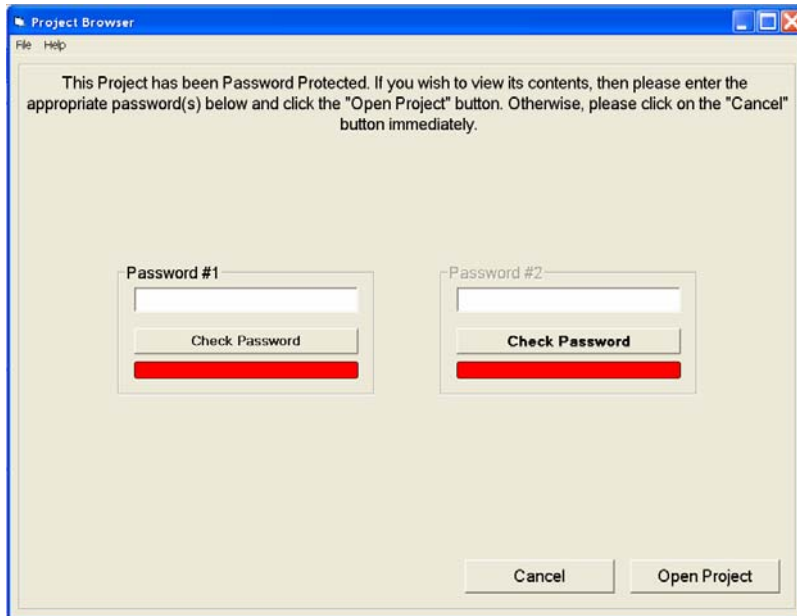 Project Browser
File Help
This Project has been Password Protected. If you wish to view its contents, then please enter the
appropriate password(s) below and click the "Open Project" button. Otherwise, please click on the "Cancel"
button immediately.
Password #1
Password #2
Check Password
Check Password
Cancel
Open Project